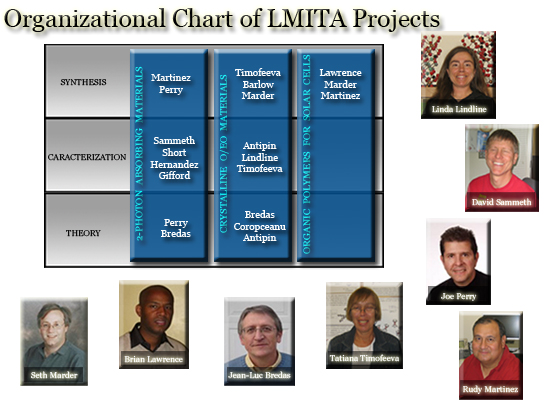 Organizational Chart of LMITA Projects
2-PHOTON ABSORBING MATERIALS
CRYSTALLINE O/EO MATERIALS
ORGANIC POLYMERS FOR SOLAR CELLS
SYNTHESIS
Martinez
Perry
Timofeeva
Barlow
Marder
Lawrence
Marder
Martinez
CARACTERIZATION
Sammeth
Short
Hernandez
Gifford
Antipin
Lindline
Timofeeva
THEORY
Perry
Bredas
Bredas
Coropceanu
Antipin
Linda Lindline
David Sammeth
Joe Perry
Rudy Martinez
Seth Marder
Brian Lawrence
Jean-Luc Bredas
Tatiana Timofeeva